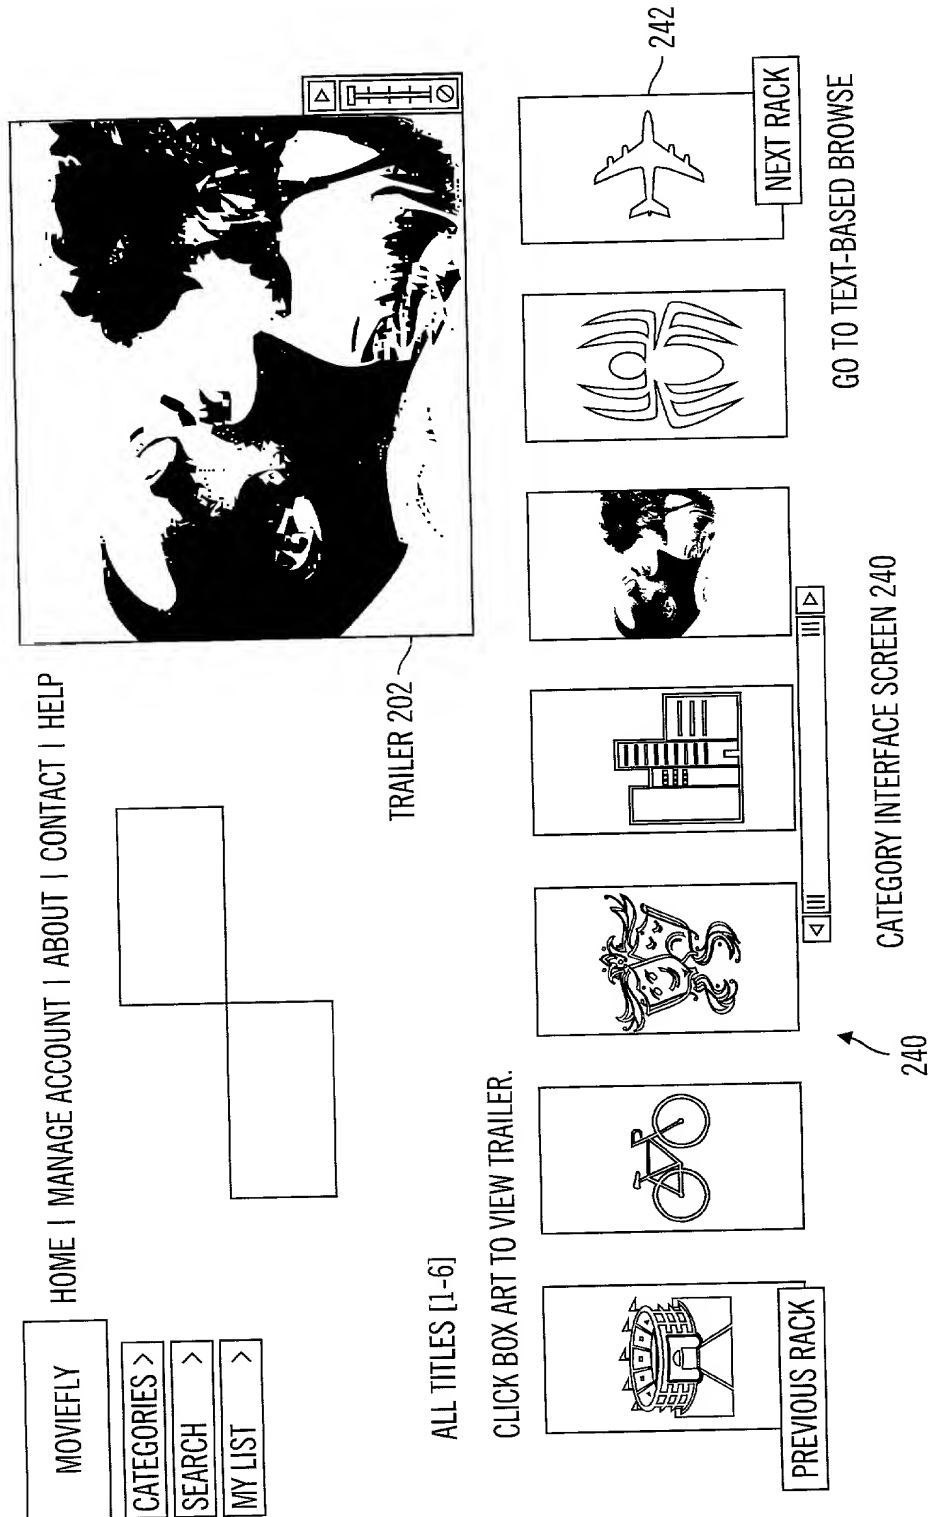 MOVIEFLY
HOME | MANAGE ACCOUNT | ABOUT | CONTACT | HELP
CATEGORIES >
SEARCH >
MY LIST >
TRAILER 202
ALL TITLES [1-6]
CLICK BOX ART TO VIEW TRAILER.
242
PREVIOUS RACK
NEXT RACK
GO TO TEXT-BASED BROWSE
CATEGORY INTERFACE SCREEN 240
240